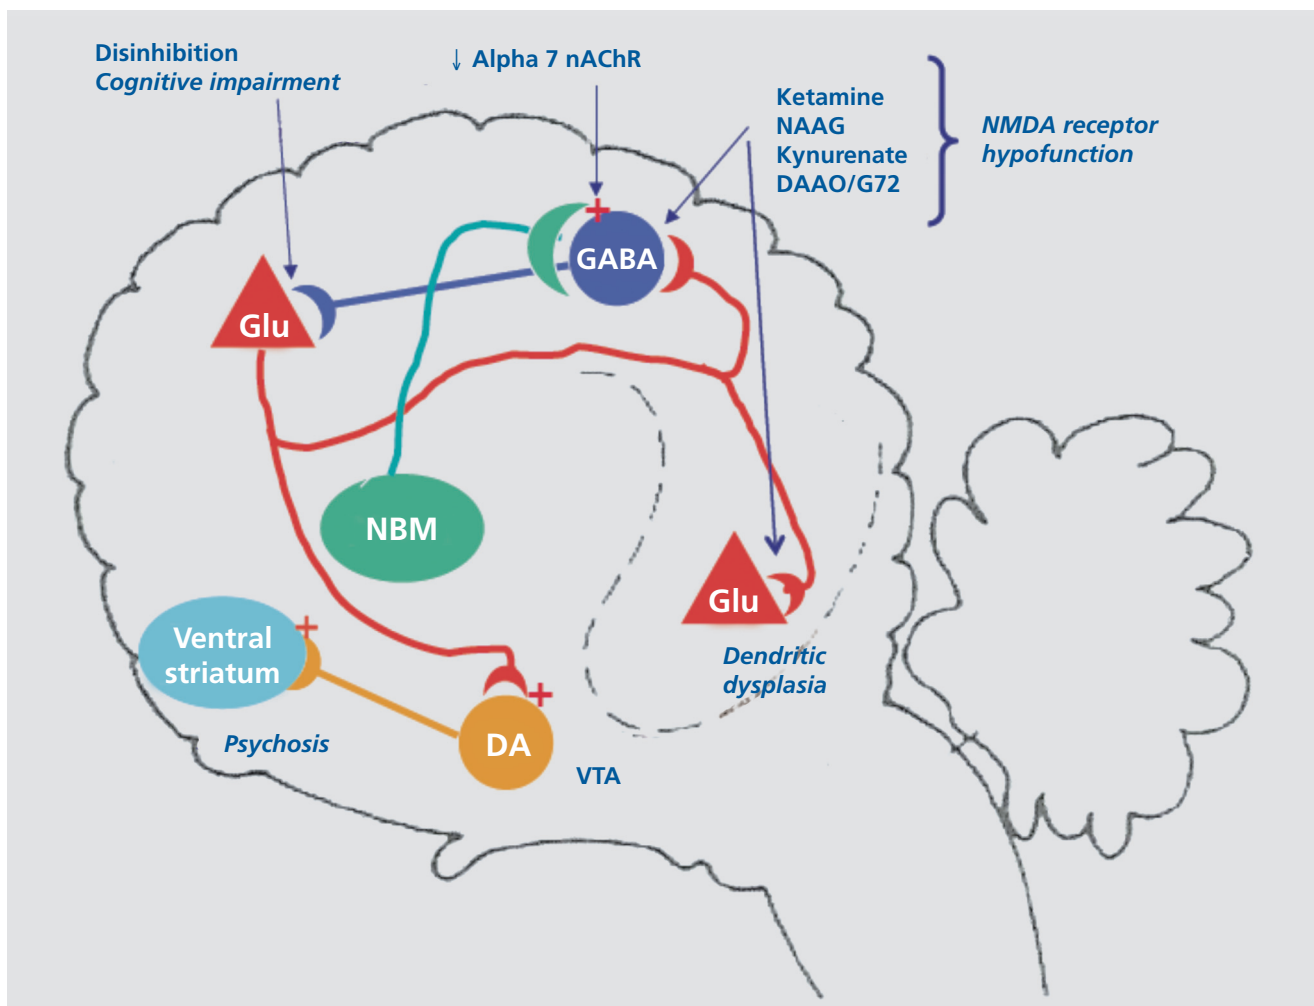 Disinhibition
Cognitive impairment
↓ Alpha 7 nAChR
Ketamine
NAAG
Kynurenate
DAAO/G72
NMDA receptor
hypofunction
+
GABA
Glu
NBM
Glu
Dendritic
dysplasia
+
Ventral
striatum
Psychosis
+
DA
VTA